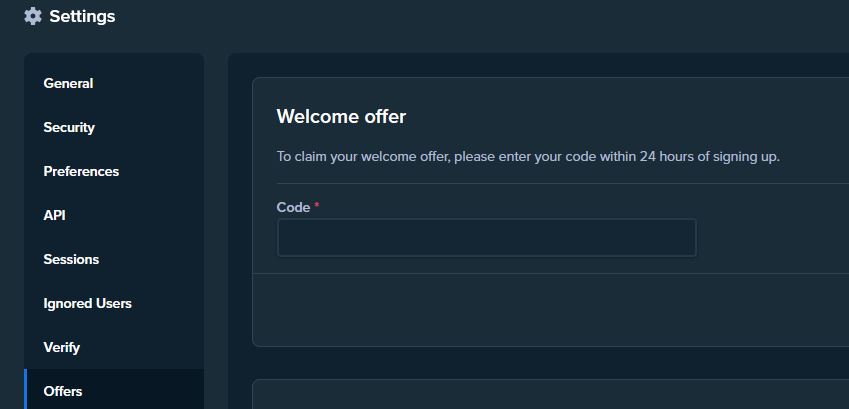 Settings
General
Security
Preferences
API
Sessions
Ignored Users
Verify
Offers
Welcome offer
To claim your welcome offer, please enter your code within 24 hours of signing up.
Code *